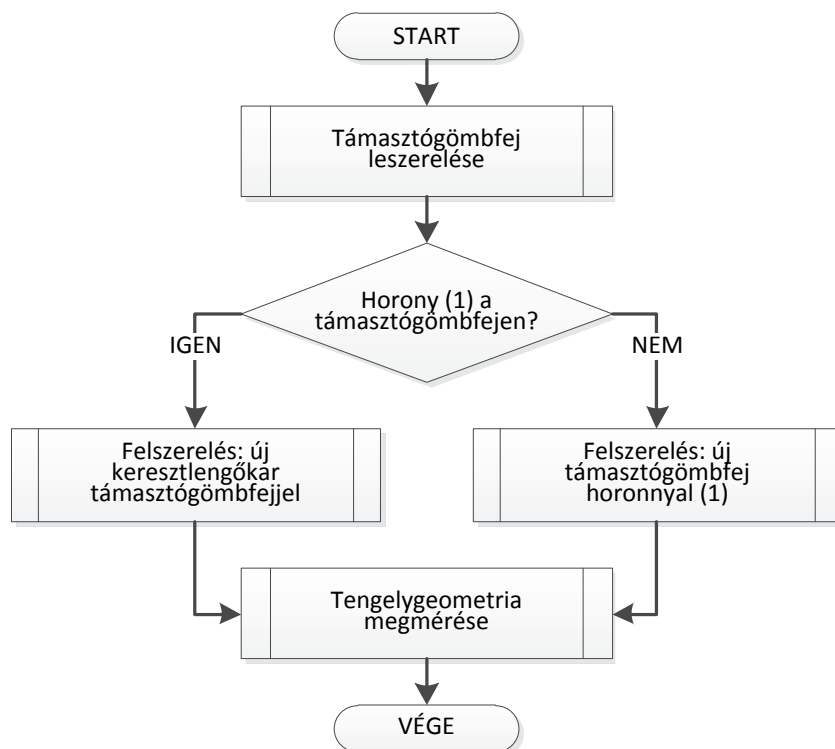 START
Támasztógömbfej
leszerelése
Horony (1) a
támasztógömbfejen?
IGEN
NEM
Felszerelés: új
keresztlengőkar
támasztógömbfejjel
Felszerelés: új
támasztógömbfej
horonnyal (1)
Tengelygeometria
megmérése
VÉGE